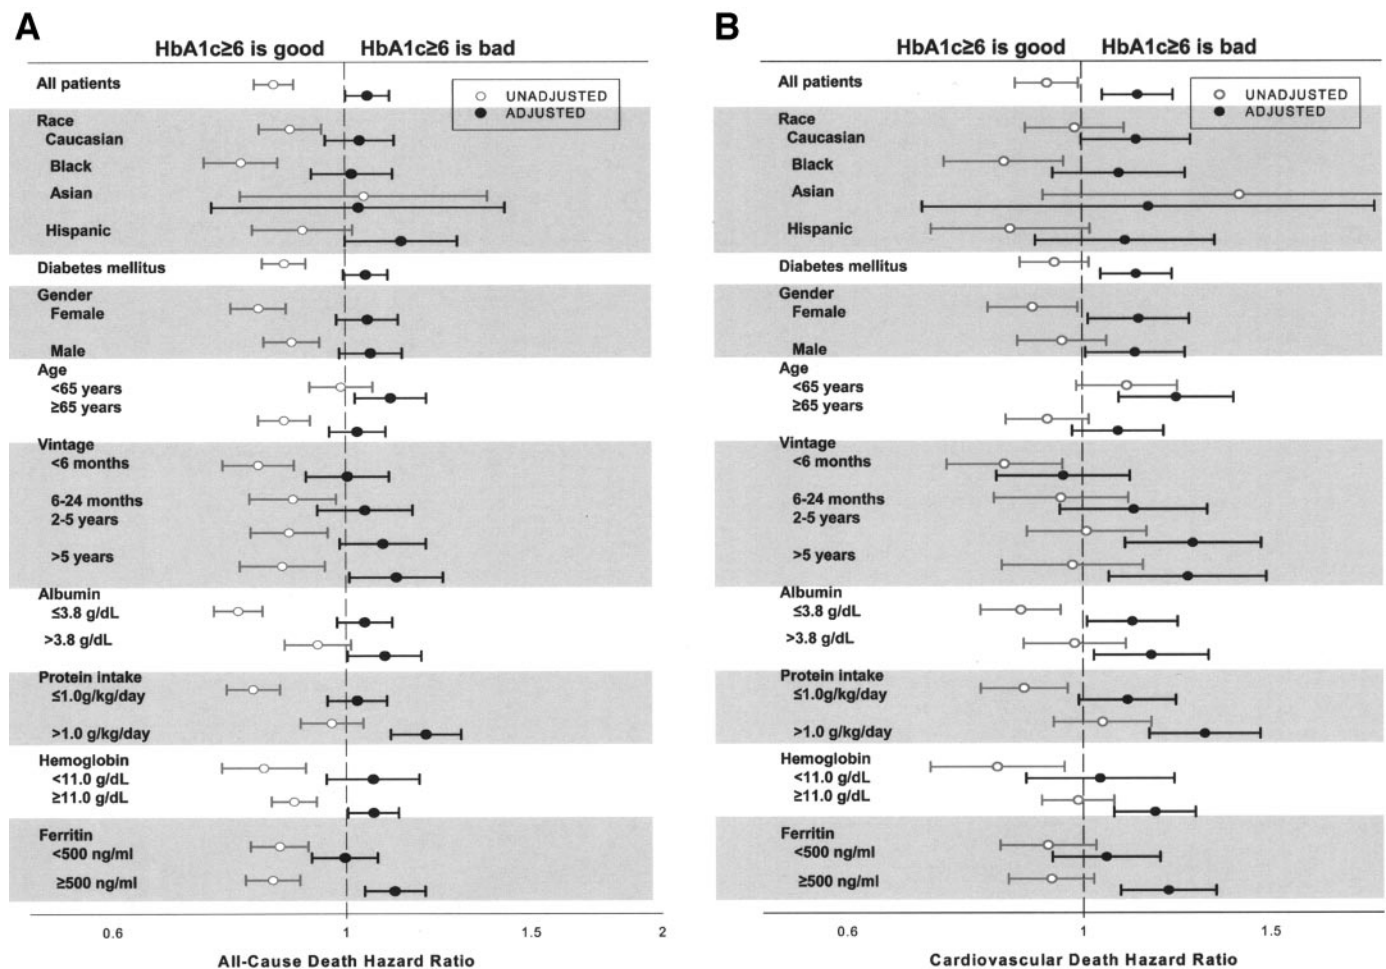 A
HbA1c≥6 is good HbA1c≥6 is bad
All patients
UNADJUSTED
ADJUSTED
Race
Caucasian
Black
Asian
Hispanic
Diabetes mellitus
Gender
Female
Male
Age
<65 years
≥65 years
Vintage
<6 months
6-24 months
2-5 years
>5 years
Albumin
≤3.8 g/dL
>3.8 g/dL
Protein intake
≤1.0g/kg/day
>1.0 g/kg/day
Hemoglobin
<11.0 g/dL
≥11.0 g/dL
Ferritin
<500 ng/ml
≥500 ng/ml
0.6 1 1.5 2
All-Cause Death Hazard Ratio
B
HbA1c≥6 is good HbA1c≥6 is bad
All patients
UNADJUSTED
ADJUSTED
Race
Caucasian
Black
Asian
Hispanic
Diabetes mellitus
Gender
Female
Male
Age
<65 years
≥65 years
Vintage
<6 months
6-24 months
2-5 years
>5 years
Albumin
≤3.8 g/dL
>3.8 g/dL
Protein intake
≤1.0g/kg/day
>1.0 g/kg/day
Hemoglobin
<11.0 g/dL
≥11.0 g/dL
Ferritin
<500 ng/ml
≥500 ng/ml
0.6 1 1.5
Cardiovascular Death Hazard Ratio